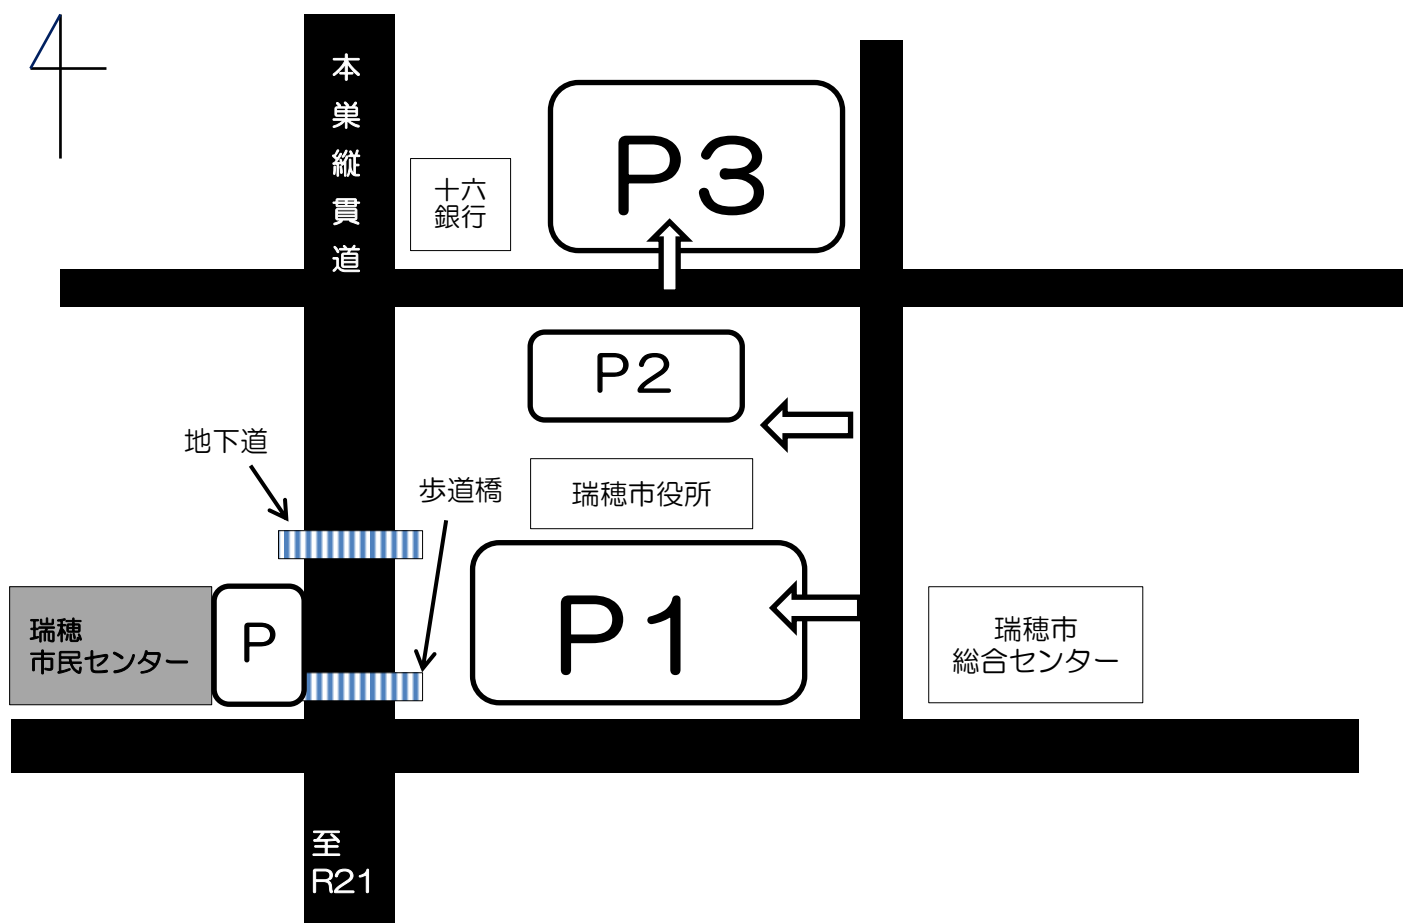 本巣縦貫道
十六
銀行
P3
P2
地下道
歩道橋
瑞穂市役所
瑞穂
市民センター
P
P1
瑞穂市
総合センター
至
R21